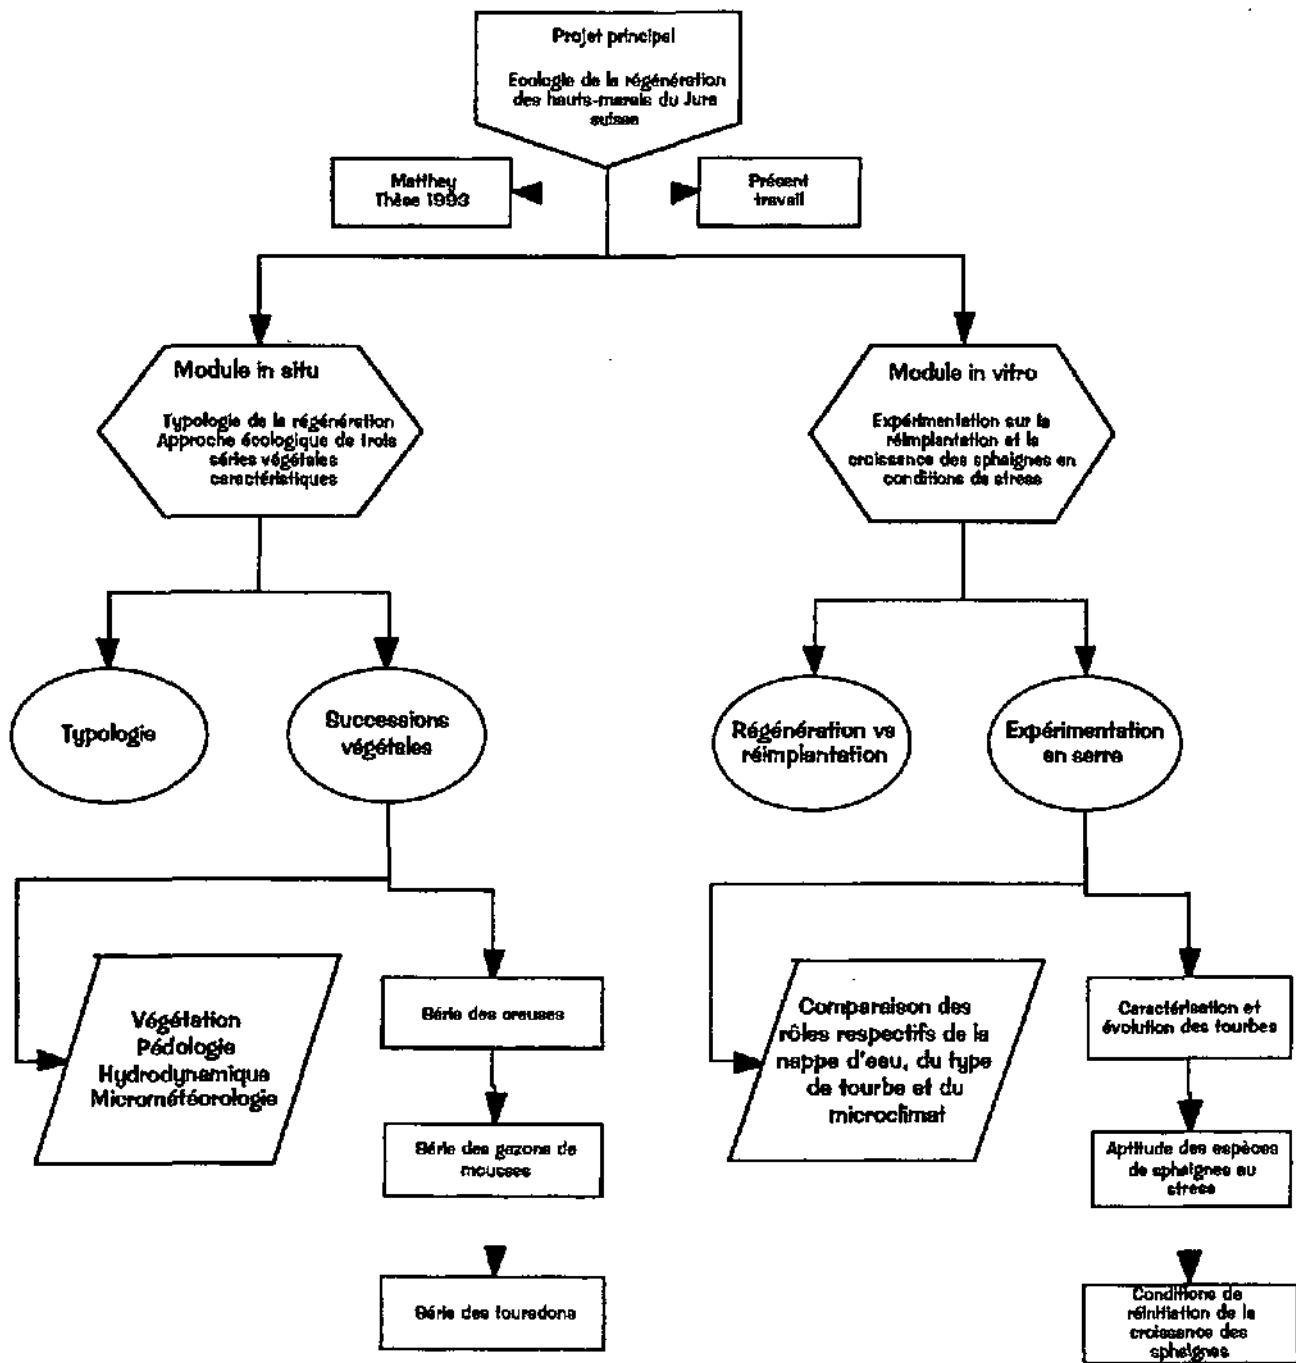 Projet principal
Ecologie de la régénération
des hauts-marais du Jura
suisse
Matthey
Thèse 1993
Présent
travail
Module in situ
Typologie de la régénération
Approche écologique de trois
séries végétales
caractéristiques
Module in vitro
Expérimentation sur la
réimplantation et la
croissance des sphaignes en
conditions de stress
Typologie
Successions
végétales
Régénération vs
réimplantation
Expérimentation
en serre
Végétation
Pédologie
Hydrodynamique
Micrométéorologie
Série des creuses
Série des gazons de
mousses
Série des touradons
Comparaison des
rôles respectifs de la
nappe d'eau, du type
de tourbe et du
microclimat
Caractérisation et
évolution des tourbes
Aptitude des espèces
de sphaignes au
stress
Conditions de
réinitiation de la
croissance des
sphaignes